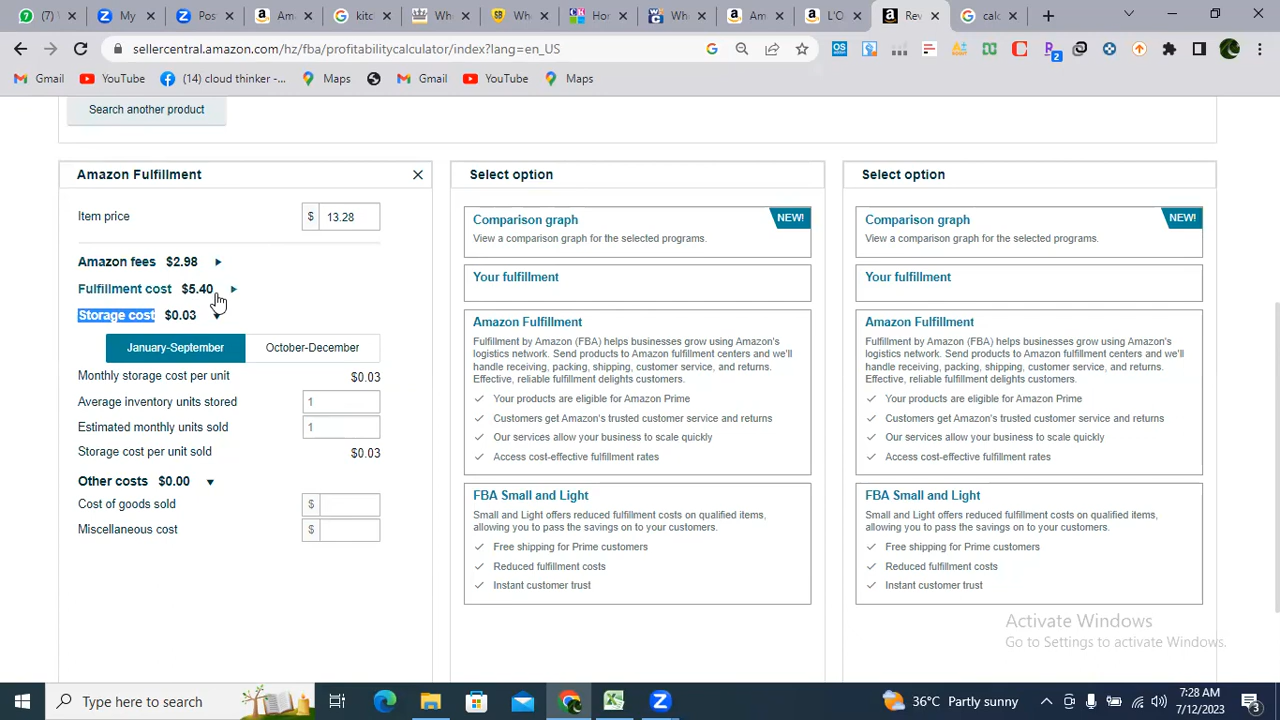 (1) \
My
Pos
Am
kitc
Wh
Wh
Hor
Wh
Am
L'O
Rev
calc
sellercentral.amazon.com/hz/fba/profitabilitycalculator/index?lang=en_US
Gmail
YouTube
(14) cloud thinker -...
Maps
Gmail
YouTube
Maps
Search another product
Amazon Fulfillment
Item price $ 13.28
Amazon fees $2.98
Fulfillment cost $5.40
Storage cost $0.03
January-September October-December
Monthly storage cost per unit $0.03
Average inventory units stored 1
Estimated monthly units sold 1
Storage cost per unit sold $0.03
Other costs $0.00
Cost of goods sold $
Miscellaneous cost $
Select option
Comparison graph NEW!
View a comparison graph for the selected programs.
Your fulfillment
Amazon Fulfillment
Fulfillment by Amazon (FBA) helps businesses grow using Amazon's
logistics network. Send products to Amazon fulfillment centers and we'll
handle receiving, packing, shipping, customer service, and returns.
Effective, reliable fulfillment delights customers.
Your products are eligible for Amazon Prime
Customers get Amazon's trusted customer service and returns
Our services allow your business to scale quickly
Access cost-effective fulfillment rates
FBA Small and Light
Small and Light offers reduced fulfillment costs on qualified items,
allowing you to pass the savings on to your customers.
Free shipping for Prime customers
Reduced fulfillment costs
Instant customer trust
Select option
Comparison graph NEW!
View a comparison graph for the selected programs.
Your fulfillment
Amazon Fulfillment
Fulfillment by Amazon (FBA) helps businesses grow using Amazon's
logistics network. Send products to Amazon fulfillment centers and we'll
handle receiving, packing, shipping, customer service, and returns.
Effective, reliable fulfillment delights customers.
Your products are eligible for Amazon Prime
Customers get Amazon's trusted customer service and returns
Our services allow your business to scale quickly
Access cost-effective fulfillment rates
FBA Small and Light
Small and Light offers reduced fulfillment costs on qualified items,
allowing you to pass the savings on to your customers.
Free shipping for Prime customers
Reduced fulfillment costs
Instant customer trust
Activate Windows
Go to Settings to activate Windows.
Type here to search
36°C Partly sunny
7:28 AM
7/12/2023
3